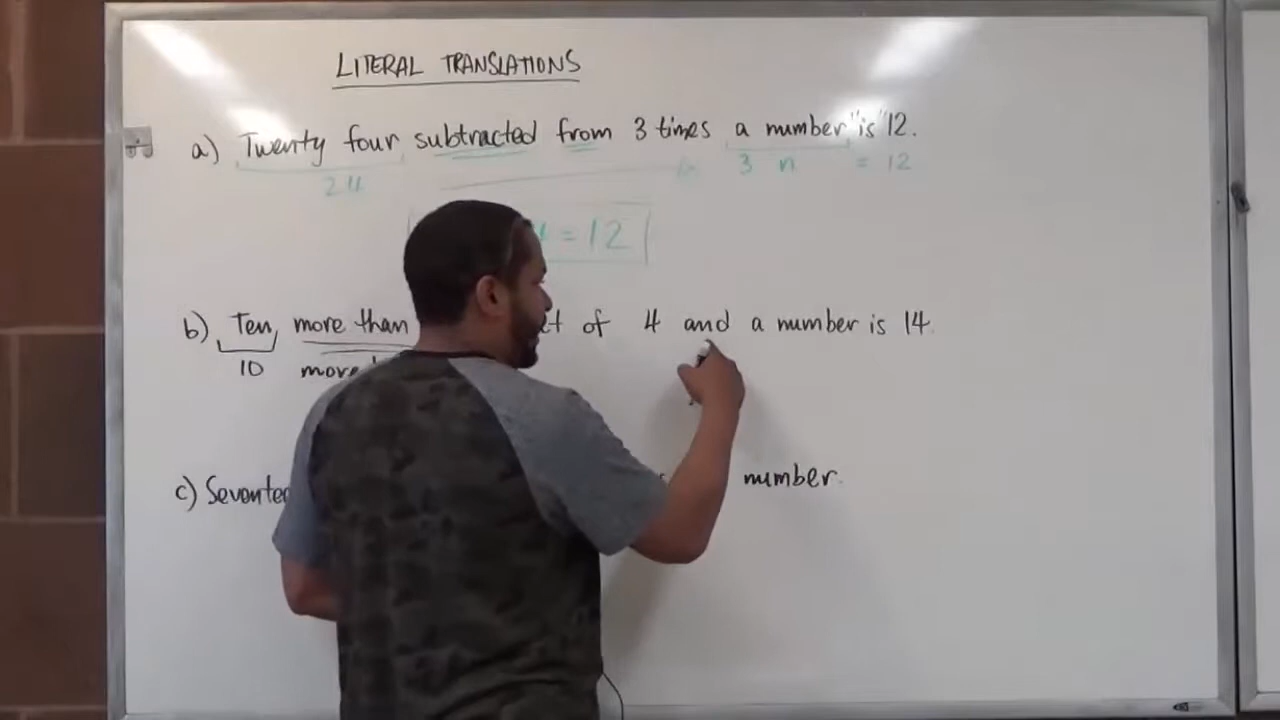 LITERAL TRANSLATIONS
a) Twenty four subtracted from 3 times a number "is" 12.
24 3 n = 12
= 12
b) Ten more than of 4 and a number is 14.
10 more
c) number.